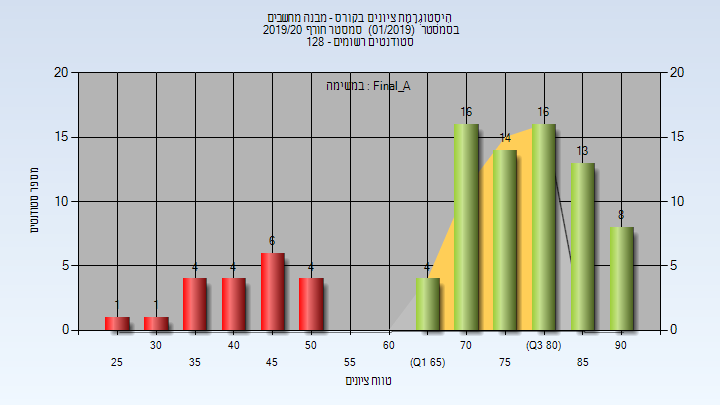 היסטוגרמת ציונים בקורס - מבנה מחשבים
בסמסטר (01/2019) סמסטר חורף 2019/20
סטודנטים רשומים - 128
במשימה : Final_A
מספר סטודנטים
20 20
15 15
10 10
5 5
0 0
1 1 4 4 6 4 4 16 14 16 13 8
30 40 50 60 70 (Q3 80) 90
25 35 45 55 (Q1 65) 75 85
טווח ציונים